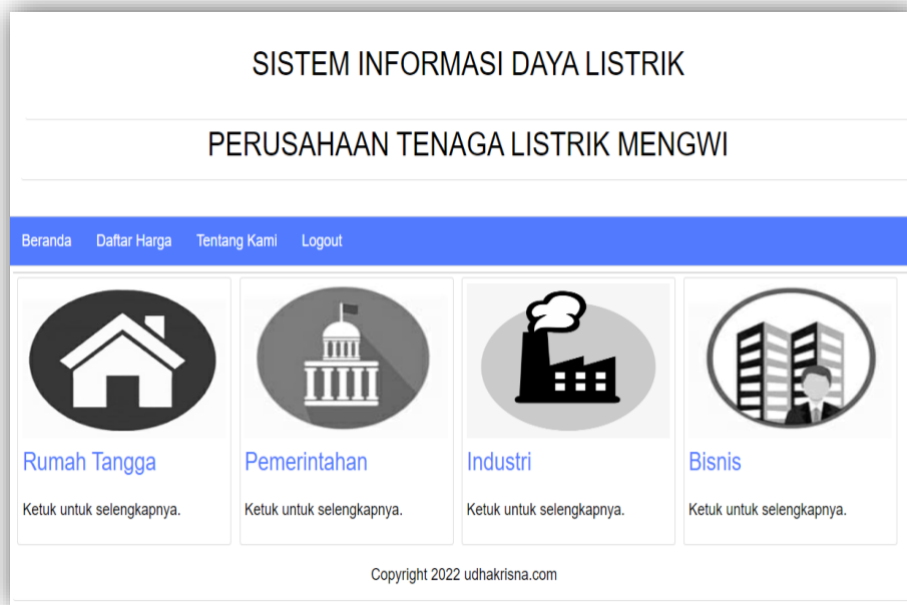 SISTEM INFORMASI DAYA LISTRIK
PERUSAHAAN TENAGA LISTRIK MENGWI
Beranda Daftar Harga Tentang Kami Logout
Rumah Tangga
Ketuk untuk selengkapnya.
Pemerintahan
Ketuk untuk selengkapnya.
Industri
Ketuk untuk selengkapnya.
Bisnis
Ketuk untuk selengkapnya.
Copyright 2022 udhakrisna.com